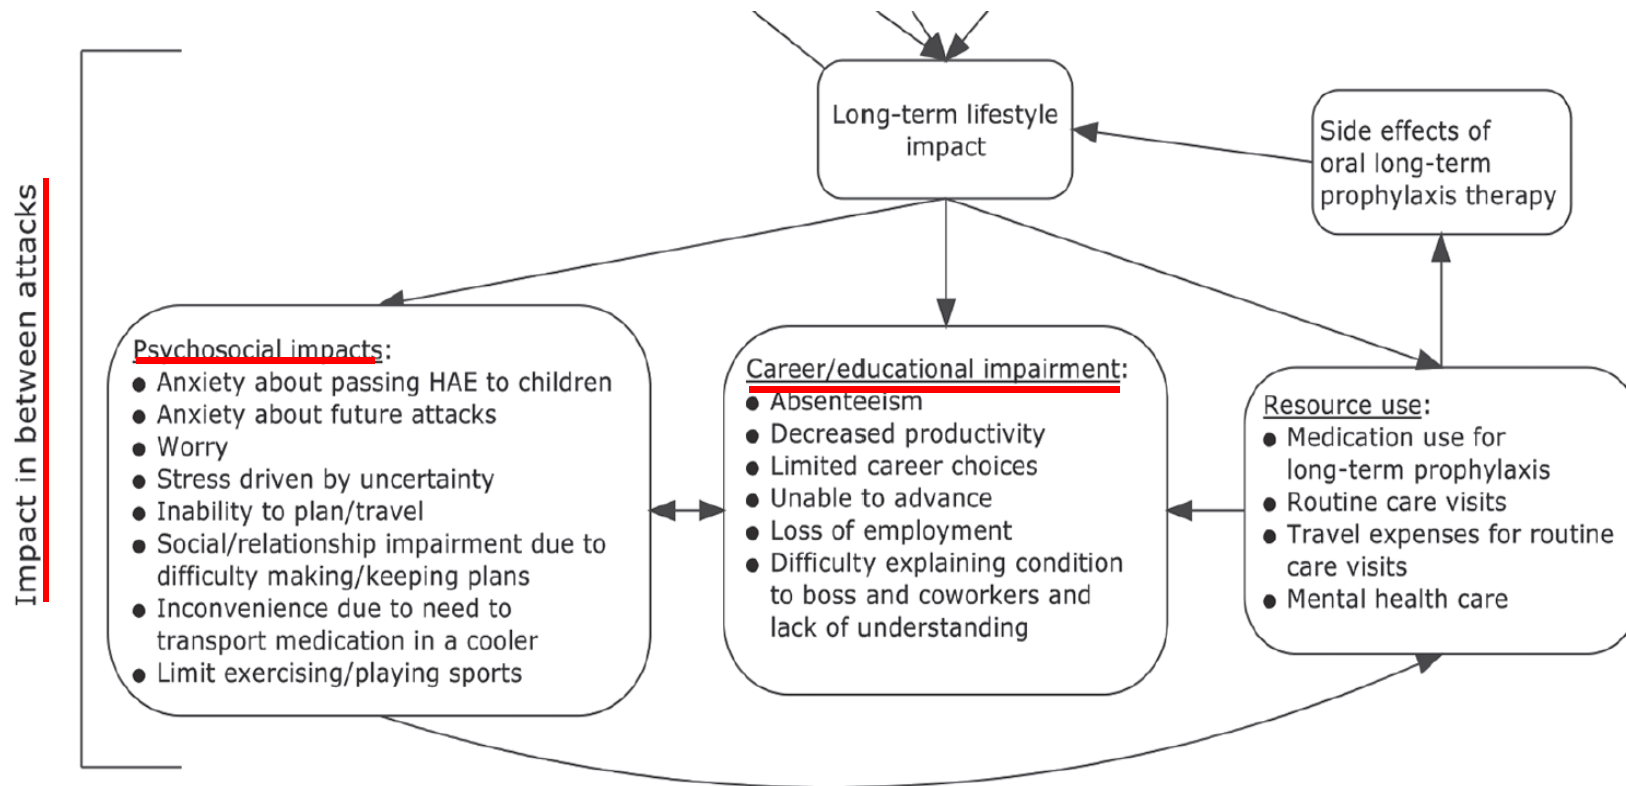 Impact in between attacks
Long-term lifestyle
impact
Side effects of
oral long-term
prophylaxis therapy
Psychosocial impacts:
● Anxiety about passing HAE to children
● Anxiety about future attacks
● Worry
● Stress driven by uncertainty
● Inability to plan/travel
● Social/relationship impairment due to
difficulty making/keeping plans
● Inconvenience due to need to
transport medication in a cooler
● Limit exercising/playing sports
Career/educational impairment:
● Absenteeism
● Decreased productivity
● Limited career choices
● Unable to advance
● Loss of employment
● Difficulty explaining condition
to boss and coworkers and
lack of understanding
Resource use:
● Medication use for
long-term prophylaxis
● Routine care visits
● Travel expenses for routine
care visits
● Mental health care